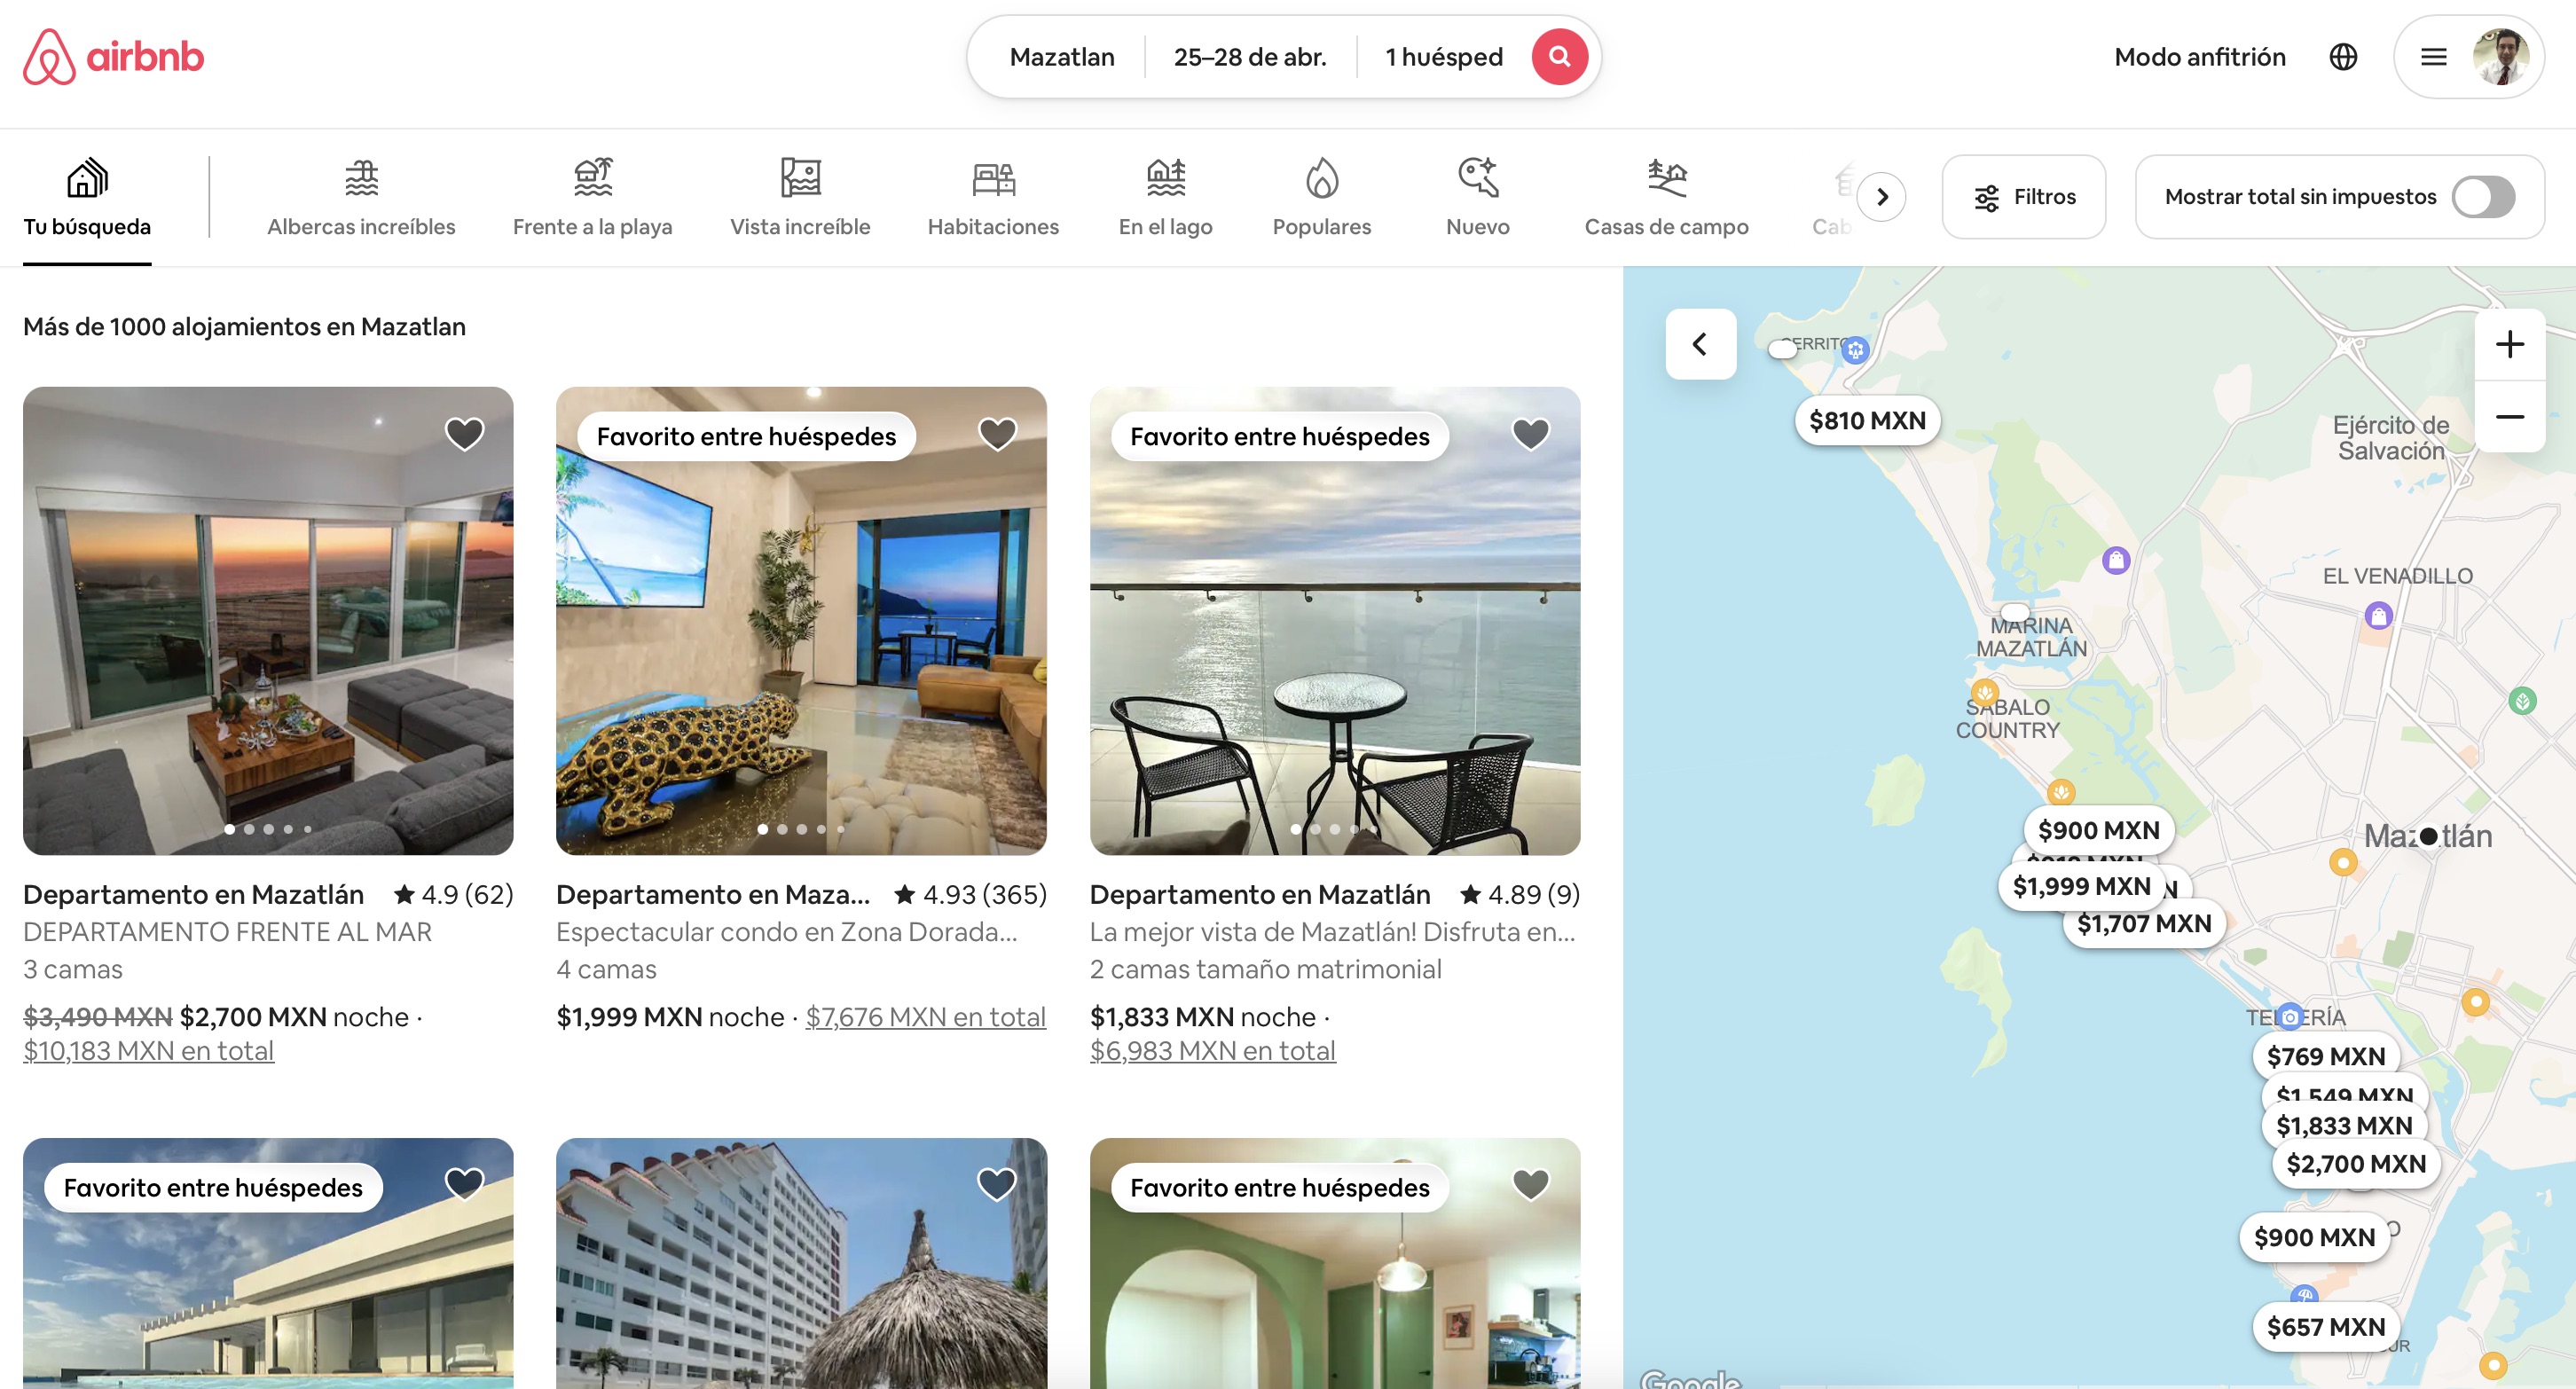 airbnb
Mazatlan
25–28 de abr.
1 huésped
Modo anfitrión
Tu búsqueda
Albercas increíbles
Frente a la playa
Vista increíble
Habitaciones
En el lago
Populares
Nuevo
Casas de campo
Filtros
Mostrar total sin impuestos
Más de 1000 alojamientos en Mazatlan
Favorito entre huéspedes
Favorito entre huéspedes
Departamento en Mazatlán
4.9 (62)
DEPARTAMENTO FRENTE AL MAR
3 camas
$3,490 MXN $2,700 MXN noche ·
$10,183 MXN en total
Departamento en Maza...
4.93 (365)
Espectacular condo en Zona Dorada...
4 camas
$1,999 MXN noche · $7,676 MXN en total
Departamento en Mazatlán
4.89 (9)
La mejor vista de Mazatlán! Disfruta en...
2 camas tamaño matrimonial
$1,833 MXN noche ·
$6,983 MXN en total
Favorito entre huéspedes
Favorito entre huéspedes
$810 MXN
Ejército de
Salvación
EL VENADILLO
MARINA
MAZATLÁN
SÁBALO
COUNTRY
$900 MXN
Mazatlán
$1,999 MXN
$1,707 MXN
$769 MXN
$1,549 MXN
$1,833 MXN
$2,700 MXN
$900 MXN
$657 MXN
Google